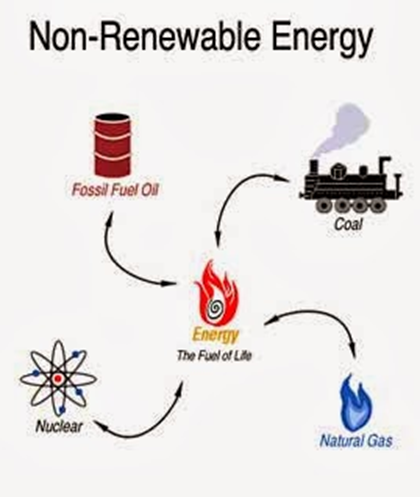 Non-Renewable Energy
Fossil Fuel Oil
Coal
Energy
The Fuel of Life
Nuclear
Natural Gas